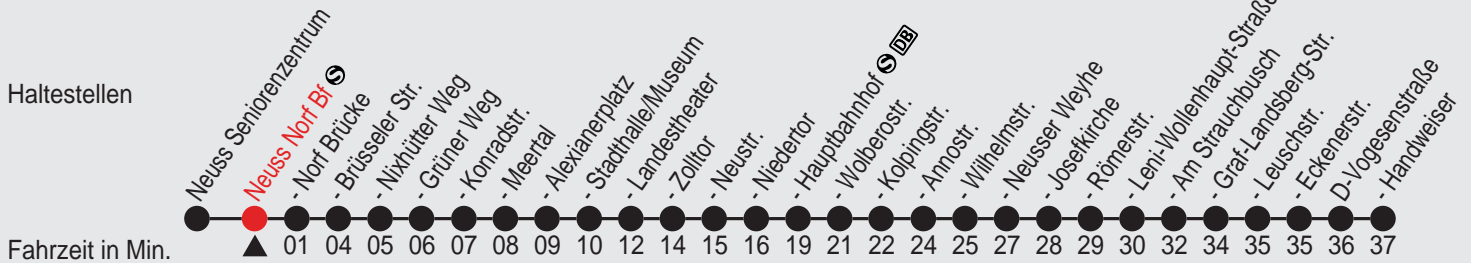 Haltestellen
Neuss Seniorenzentrum
Neuss Norf Bf S
- Norf Brücke
- Brüsseler Str.
- Nixhütter Weg
- Grüner Weg
- Konradstr.
- Meertal
- Alexianerplatz
- Stadthalle/Museum
- Landestheater
- Zolltor
- Neustr.
- Niedertor
- Hauptbahnhof S DB
- Wolberostr.
- Kolpingstr.
- Annostr.
- Wilhelmstr.
- Neusser Weyhe
- Josefkirche
- Römerstr.
- Leni-Wollenhaupt-Straße
- Am Strauchbusch
- Graf-Landsberg-Str.
- Leuschstr.
- Eckenerstr.
D-Vogesenstraße
- Handweiser
Fahrzeit in Min. 01 04 05 06 07 08 09 10 12 14 15 16 19 21 22 24 25 27 28 29 30 32 34 35 35 36 37